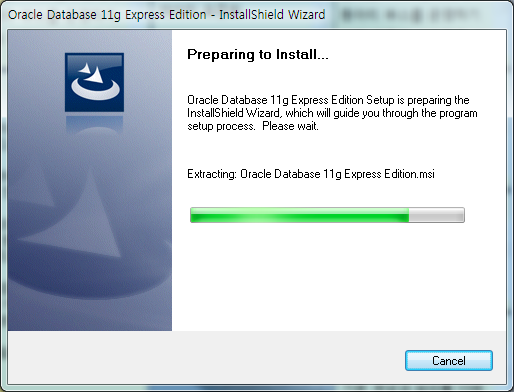 Oracle Database 11g Express Edition - InstallShield Wizard
Preparing to Install...
Oracle Database 11g Express Edition Setup is preparing the
InstallShield Wizard, which will guide you through the program
setup process.  Please wait.
Extracting: Oracle Database 11g Express Edition.msi
Cancel